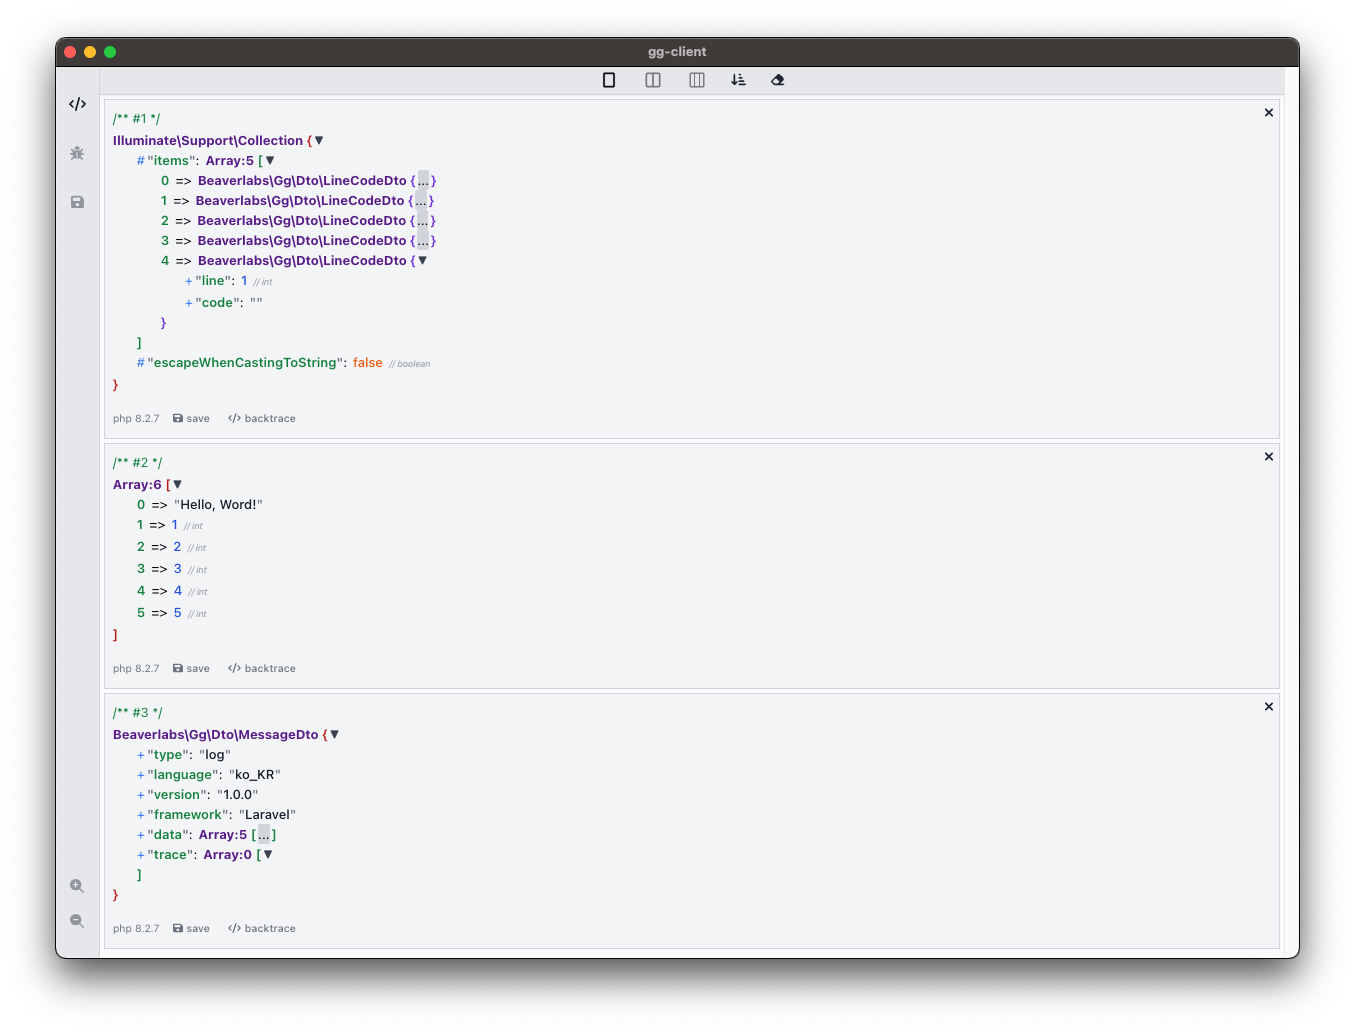 gg-client
/** #1 */
Illuminate\Support\Collection {▼
# "items": Array:5 [▼
0 => Beaverlabs\Gg\Dto\LineCodeDto {...}
1 => Beaverlabs\Gg\Dto\LineCodeDto {...}
2 => Beaverlabs\Gg\Dto\LineCodeDto {...}
3 => Beaverlabs\Gg\Dto\LineCodeDto {...}
4 => Beaverlabs\Gg\Dto\LineCodeDto {▼
+ "line": 1 // int
+ "code": ""
}
]
# "escapeWhenCastingToString": false // boolean
}
php 8.2.7 save </> backtrace
/** #2 */
Array:6 [▼
0 => "Hello, Word!"
1 => 1 // int
2 => 2 // int
3 => 3 // int
4 => 4 // int
5 => 5 // int
]
php 8.2.7 save </> backtrace
/** #3 */
Beaverlabs\Gg\Dto\MessageDto {▼
+ "type": "log"
+ "language": "ko_KR"
+ "version": "1.0.0"
+ "framework": "Laravel"
+ "data": Array:5 [...]
+ "trace": Array:0 [▼
]
}
php 8.2.7 save </> backtrace